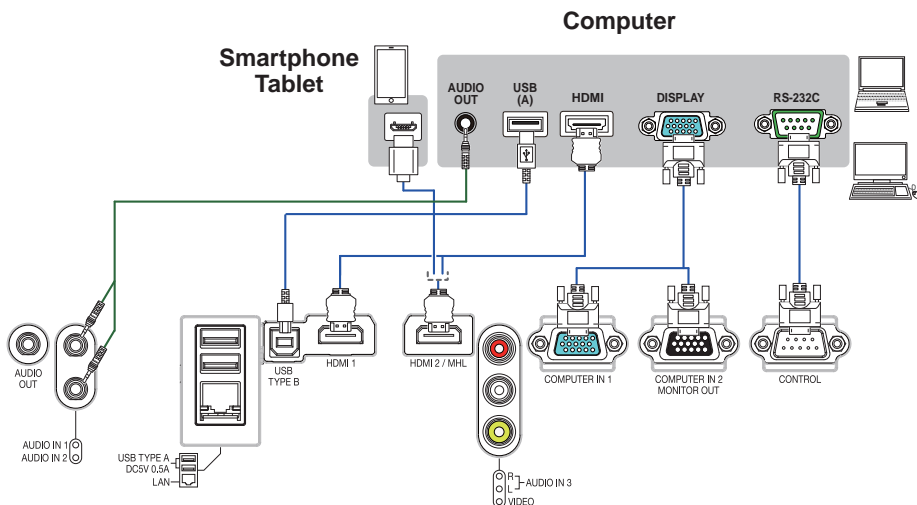 Computer
Smartphone
Tablet
AUDIO
OUT
USB
(A)
HDMI
DISPLAY
RS-232C
AUDIO
OUT
USB
TYPE B
HDMI 1
HDMI 2 / MHL
COMPUTER IN 1
COMPUTER IN 2
MONITOR OUT
CONTROL
AUDIO IN 1
AUDIO IN 2
USB TYPE A
DC5V 0.5A
LAN
R
L
AUDIO IN 3
VIDEO